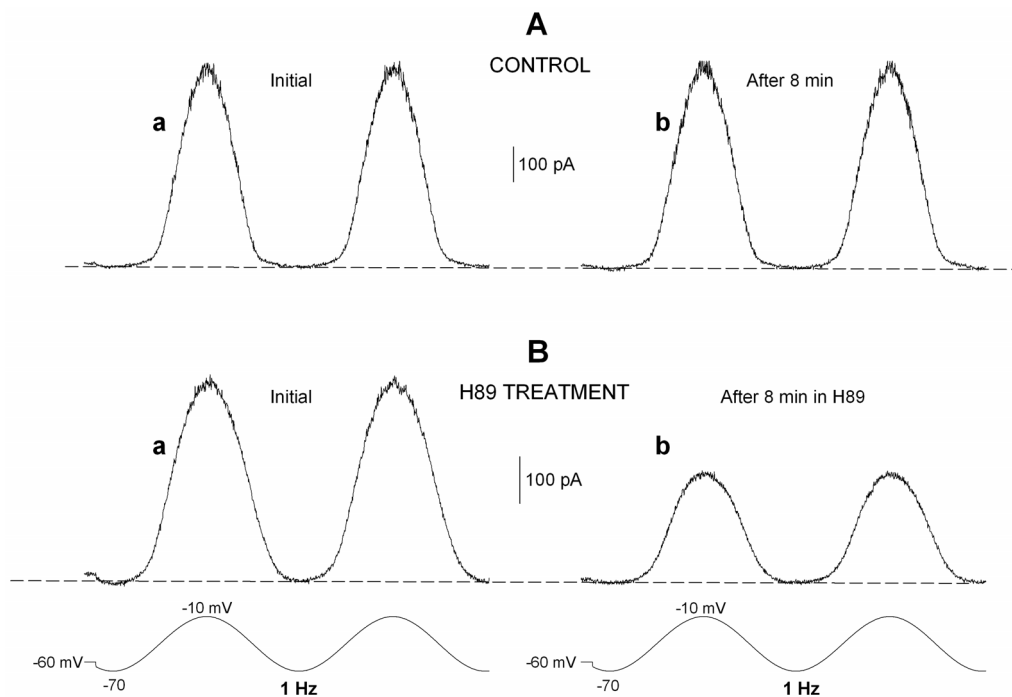 A
CONTROL
Initial
After 8 min
a
b
100 pA
B
H89 TREATMENT
Initial
After 8 min in H89
a
b
100 pA
-10 mV
-10 mV
-60 mV
-60 mV
-70
1 Hz
-70
1 Hz